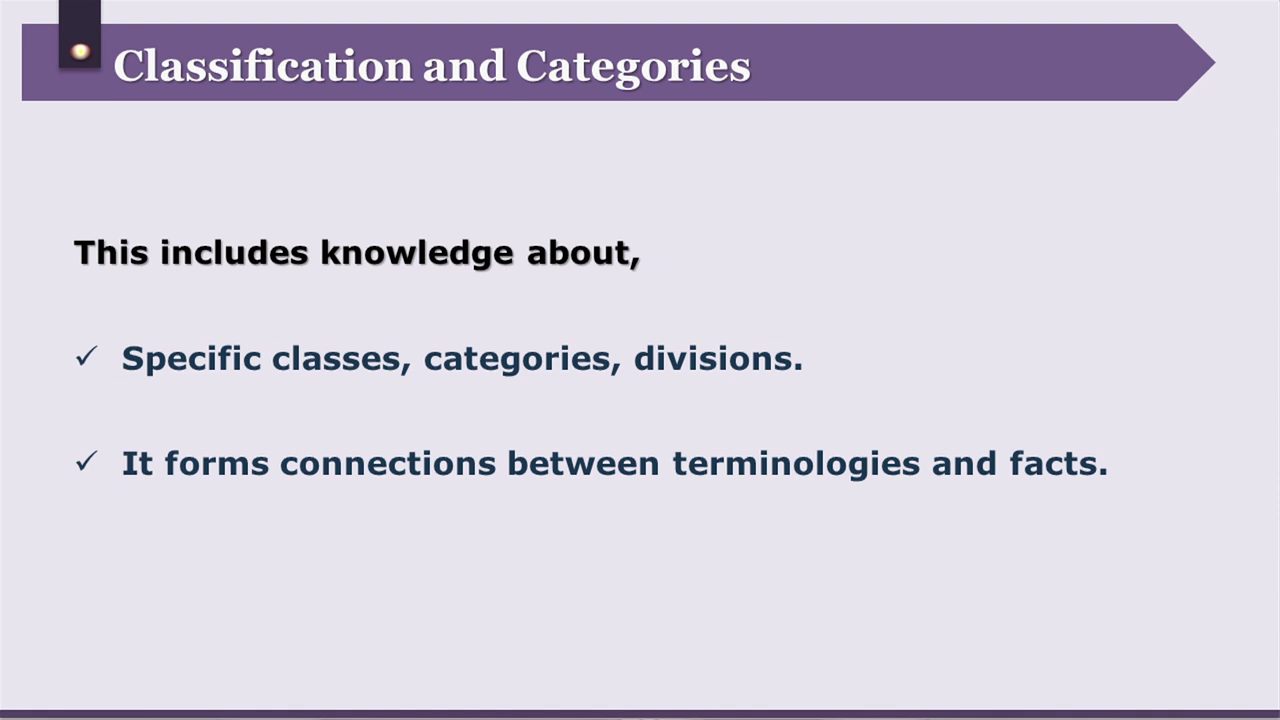 Classification and Categories
This includes knowledge about,
✓ Specific classes, categories, divisions.
✓ It forms connections between terminologies and facts.